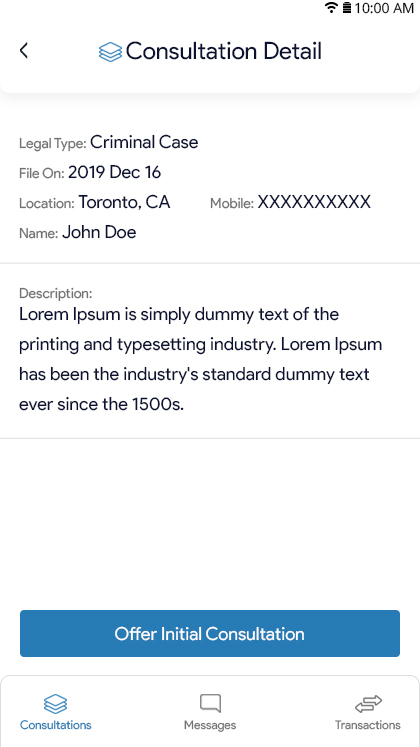 10:00 AM
Consultation Detail
Legal Type: Criminal Case
File On: 2019 Dec 16
Location: Toronto, CA Mobile: XXXXXXXXXX
Name: John Doe
Description:
Lorem Ipsum is simply dummy text of the
printing and typesetting industry. Lorem Ipsum
has been the industry's standard dummy text
ever since the 1500s.
Offer Initial Consultation
Consultations Messages Transactions